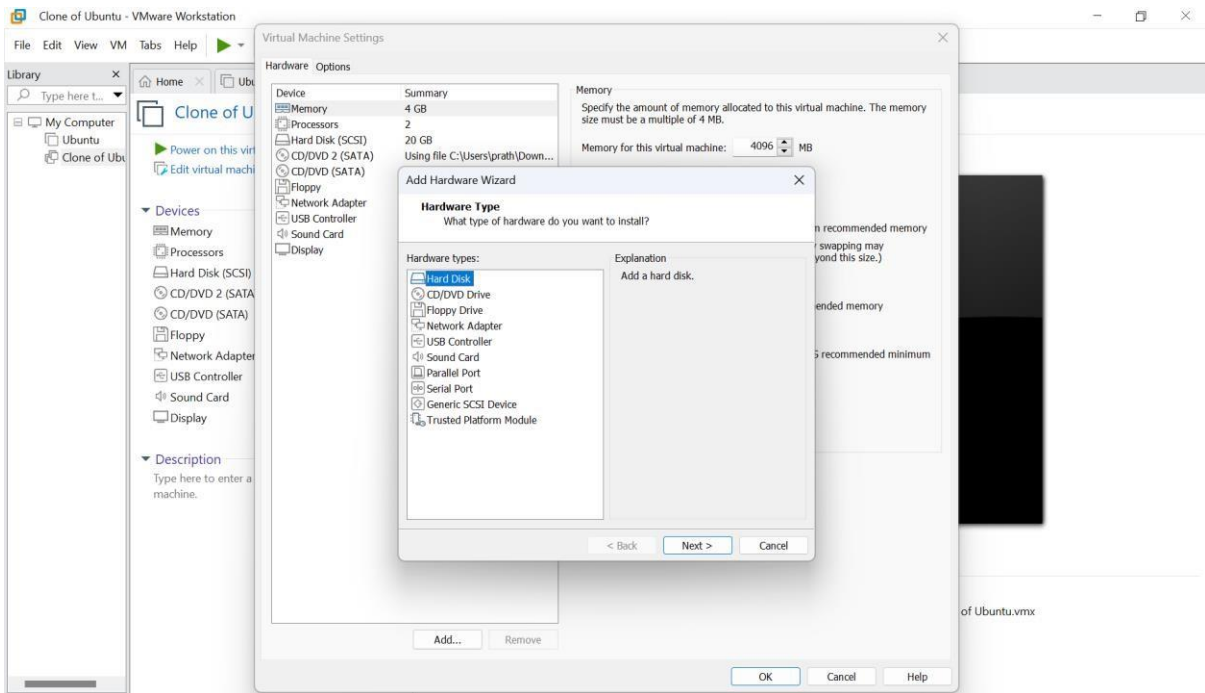 Clone of Ubuntu - VMware Workstation
File Edit View VM Tabs Help
Library
Type here t...
My Computer
Ubuntu
Clone of Ubu
Home
Ubu
Clone of U
Power on this virt
Edit virtual machi
Devices
Memory
Processors
Hard Disk (SCSI)
CD/DVD 2 (SATA
CD/DVD (SATA)
Floppy
Network Adapter
USB Controller
Sound Card
Display
Description
Type here to enter a
machine.
Virtual Machine Settings
Hardware Options
Device Summary
Memory 4 GB
Processors 2
Hard Disk (SCSI) 20 GB
CD/DVD 2 (SATA) Using file C:\Users\prath\Down...
CD/DVD (SATA)
Floppy
Network Adapter
USB Controller
Sound Card
Display
Add... Remove
Memory
Specify the amount of memory allocated to this virtual machine. The memory
size must be a multiple of 4 MB.
Memory for this virtual machine: 4096 MB
recommended memory
swapping may
yond this size.)
ended memory
recommended minimum
Add Hardware Wizard
Hardware Type
What type of hardware do you want to install?
Hardware types:
Hard Disk
CD/DVD Drive
Floppy Drive
Network Adapter
USB Controller
Sound Card
Parallel Port
Serial Port
Generic SCSI Device
Trusted Platform Module
Explanation
Add a hard disk.
< Back Next > Cancel
OK Cancel Help
of Ubuntu.vmx